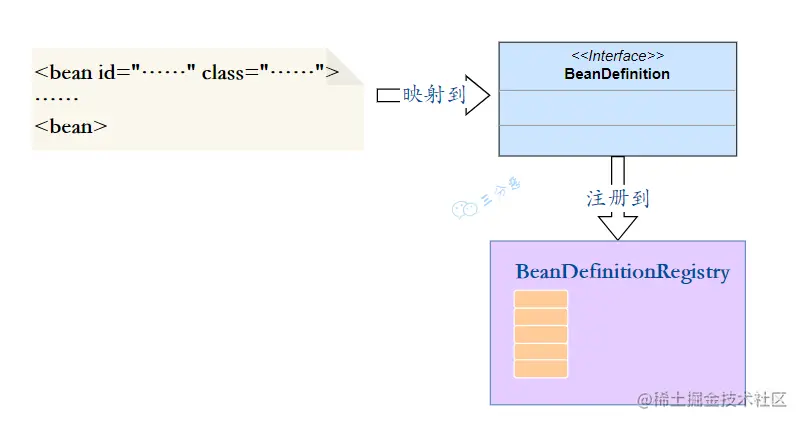 <bean id="······" class="······">
······
<bean>
映射到
<<Interface>>
BeanDefinition
三分恶
注册到
BeanDefinitionRegistry
@稀土掘金技术社区